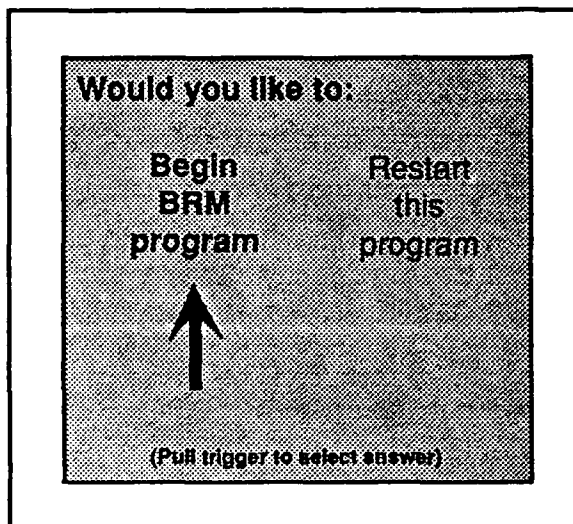 Would you like to:
Begin
BRM
program
Restart
this
program
(Pull trigger to select answer)